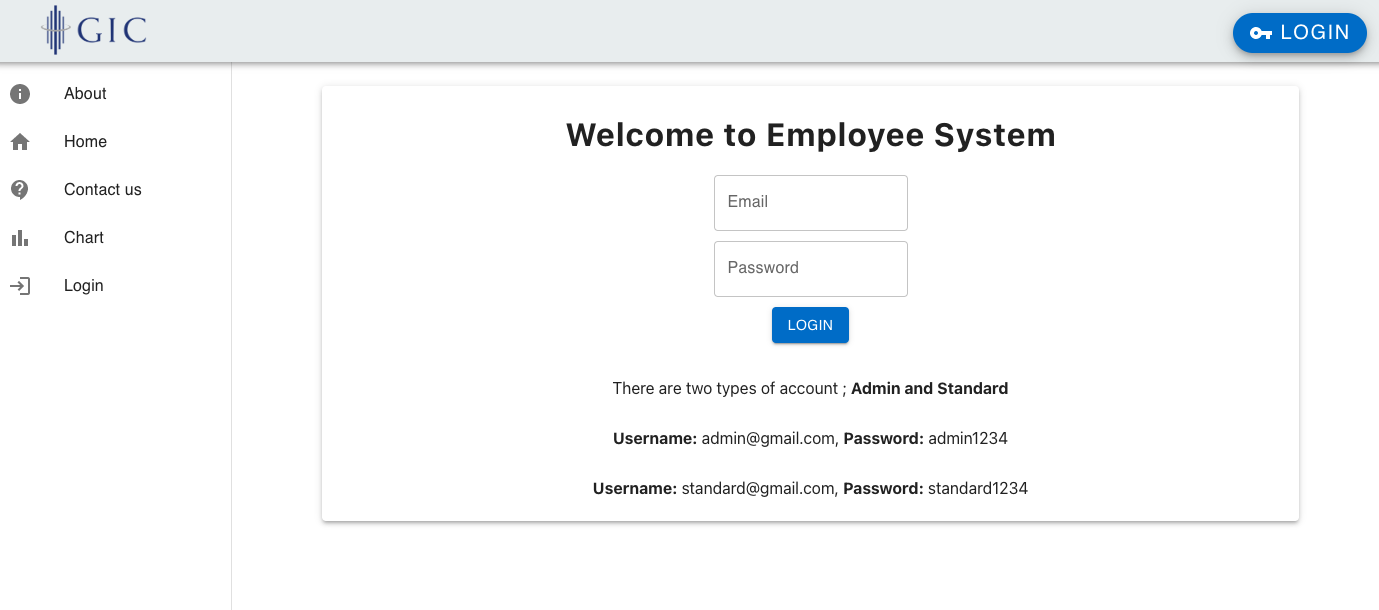 GIC
LOGIN
About
Home
Contact us
Chart
Login
Welcome to Employee System
Email
Password
LOGIN
There are two types of account ; Admin and Standard
Username: admin@gmail.com, Password: admin1234
Username: standard@gmail.com, Password: standard1234